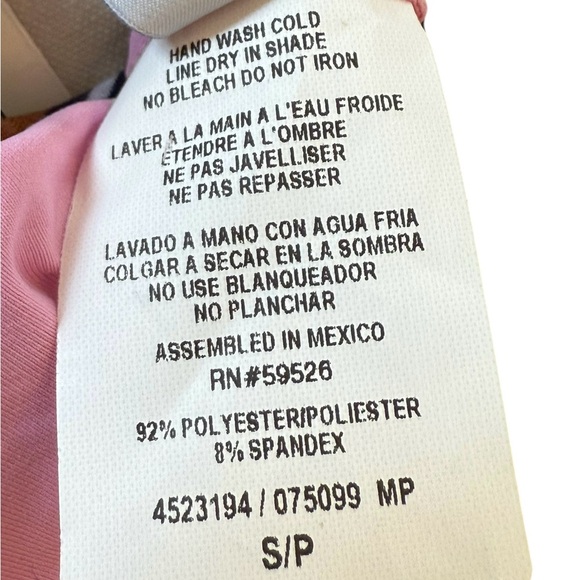 HAND WASH COLD
LINE DRY IN SHADE
NO BLEACH DO NOT IRON
LAVER A LA MAIN A L'EAU FROIDE
ÉTENDRE A L'OMBRE
NE PAS JAVELLISER
NE PAS REPASSER
LAVADO A MANO CON AGUA FRIA
COLGAR A SECAR EN LA SOMBRA
NO USE BLANQUEADOR
NO PLANCHAR
ASSEMBLED IN MEXICO
RN#59526
92% POLYESTER/POLIESTER
8% SPANDEX
4523194 / 075099 MP
S/P